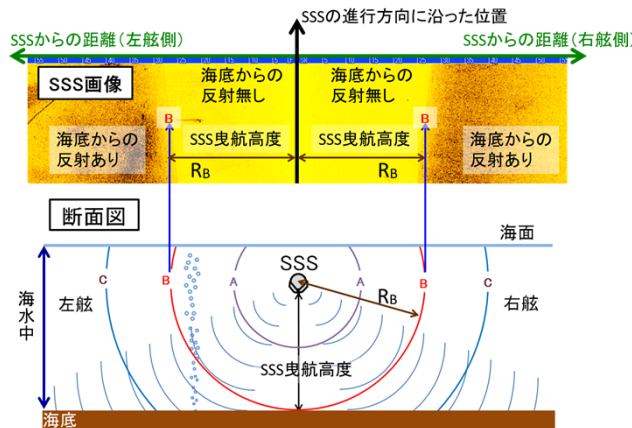 SSSの進行方向に沿った位置
SSSからの距離(左舷側)
SSSからの距離(右舷側)
SSS画像
海底からの
反射無し
海底からの
反射無し
B
B
海底からの
反射あり
SSS曳航高度
SSS曳航高度
海底からの
反射あり
RB
RB
断面図
海面
SSS
C
B
A
A
B
C
左舷
RB
右舷
海水中
SSS曳航高度
海底